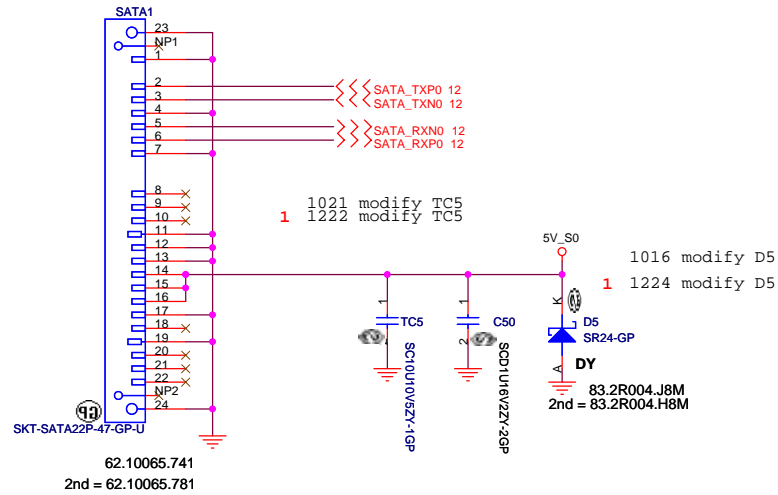 SATA1
23
NP1
1
2
SATA_TXP0 12
3
SATA_TXN0 12
4
5
SATA_RXN0 12
6
SATA_RXP0 12
7
8
9
10
11
12
13
14
15
16
17
18
19
20
21
22
NP2
24
GP
SKT-SATA22P-47-GP-U
62.10065.741
2nd = 62.10065.781
1021 modify TC5
1 1222 modify TC5
1
TC5
SC10U10V5ZY-1GP
1
C50
2
SCD1U16V2ZY-2GP
5V_S0
1016 modify D5
1 1224 modify D5
K
D5
SR24-GP
A
DY
83.2R004.J8M
2nd = 83.2R004.H8M